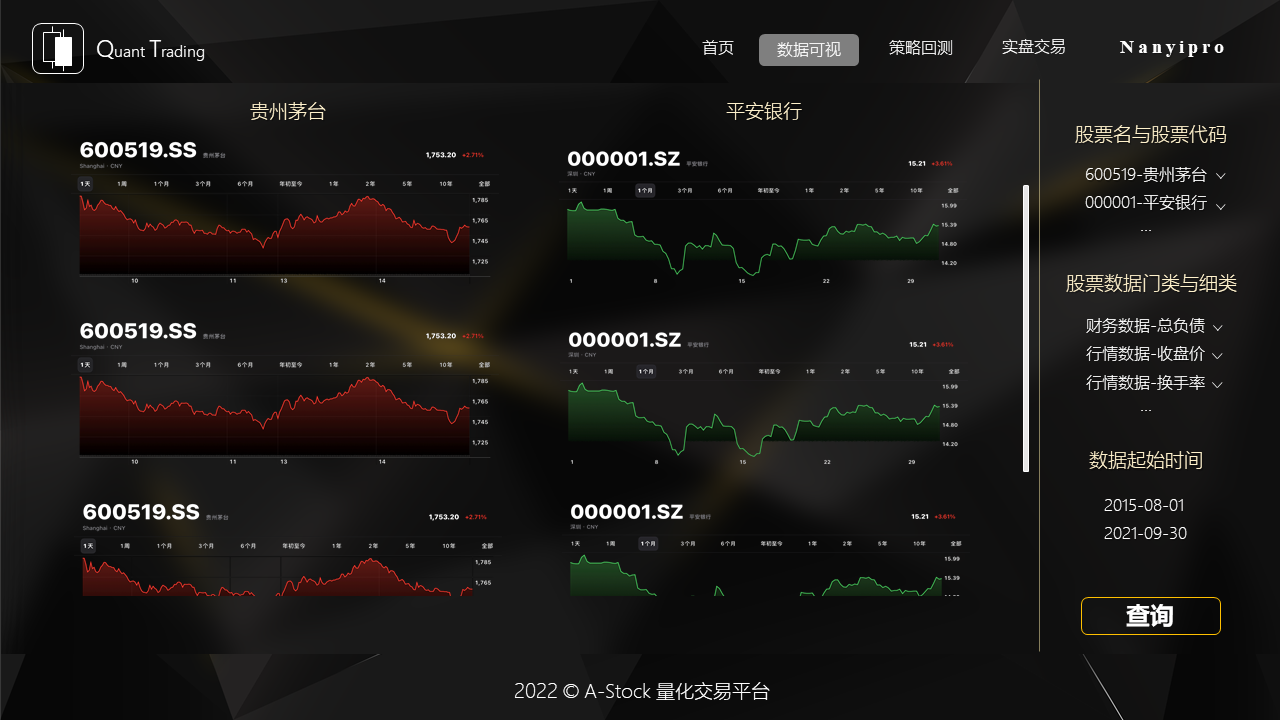 Quant Trading
首页 数据可视 策略回测 实盘交易 Nanyipro
贵州茅台
600519.SS 贵州茅台 1,753.20 +2.71%
Shanghai · CNY
1天 1周 1个月 3个月 6个月 年初至今 1年 2年 5年 10年 全部
1,785
1,765
1,745
1,725
10 11 13 14
600519.SS 贵州茅台 1,753.20 +2.71%
Shanghai · CNY
1天 1周 1个月 3个月 6个月 年初至今 1年 2年 5年 10年 全部
1,785
1,765
1,745
1,725
10 11 13 14
600519.SS 贵州茅台 1,753.20 +2.71%
Shanghai · CNY
1天 1周 1个月 3个月 6个月 年初至今 1年 2年 5年 10年 全部
1,785
1,765
平安银行
000001.SZ 平安银行 15.21 +3.61%
深圳 · CNY
1天 1周 1个月 3个月 6个月 年初至今 1年 2年 5年 10年 全部
15.99
15.39
14.80
14.20
1 8 15 22 29
000001.SZ 平安银行 15.21 +3.61%
深圳 · CNY
1天 1周 1个月 3个月 6个月 年初至今 1年 2年 5年 10年 全部
15.99
15.39
14.80
14.20
1 8 15 22 29
000001.SZ 平安银行 15.21 +3.61%
深圳 · CNY
1天 1周 1个月 3个月 6个月 年初至今 1年 2年 5年 10年 全部
15.99
15.39
股票名与股票代码
600519-贵州茅台
000001-平安银行
...
股票数据门类与细类
财务数据-总负债
行情数据-收盘价
行情数据-换手率
...
数据起始时间
2015-08-01
2021-09-30
查询
2022 © A-Stock 量化交易平台